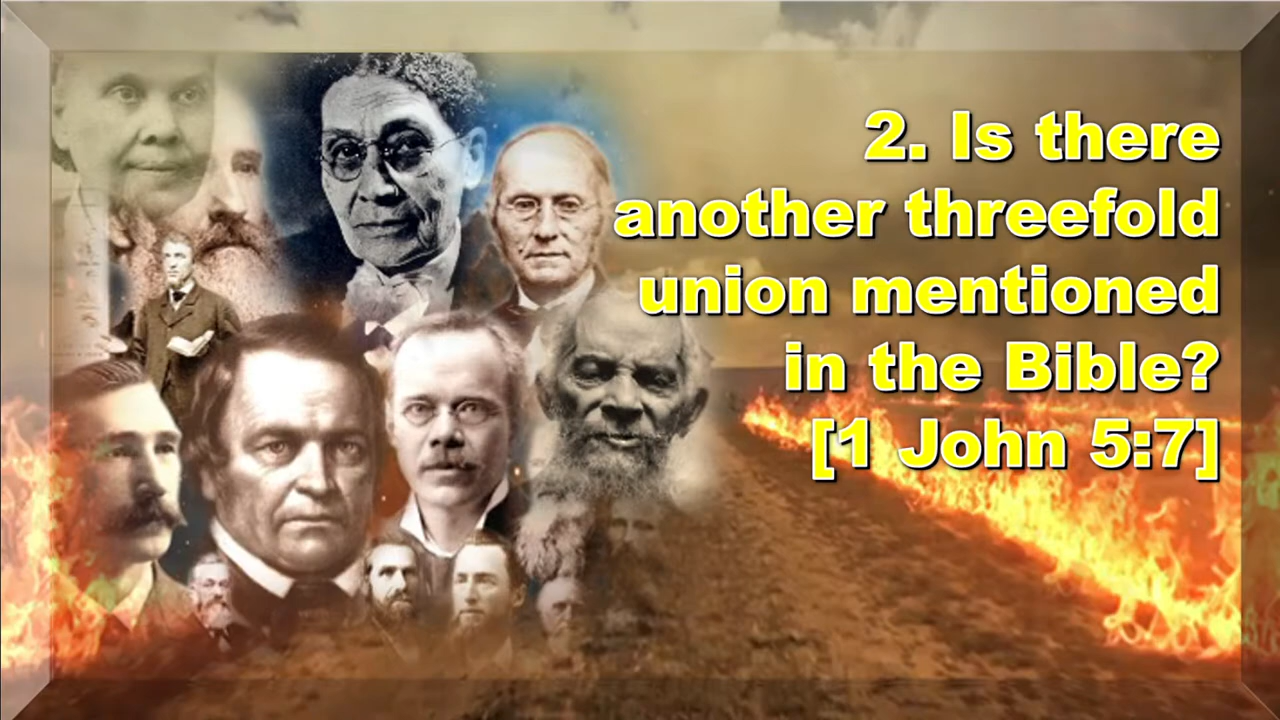 2. Is there
another threefold
union mentioned
in the Bible?
[1 John 5:7]